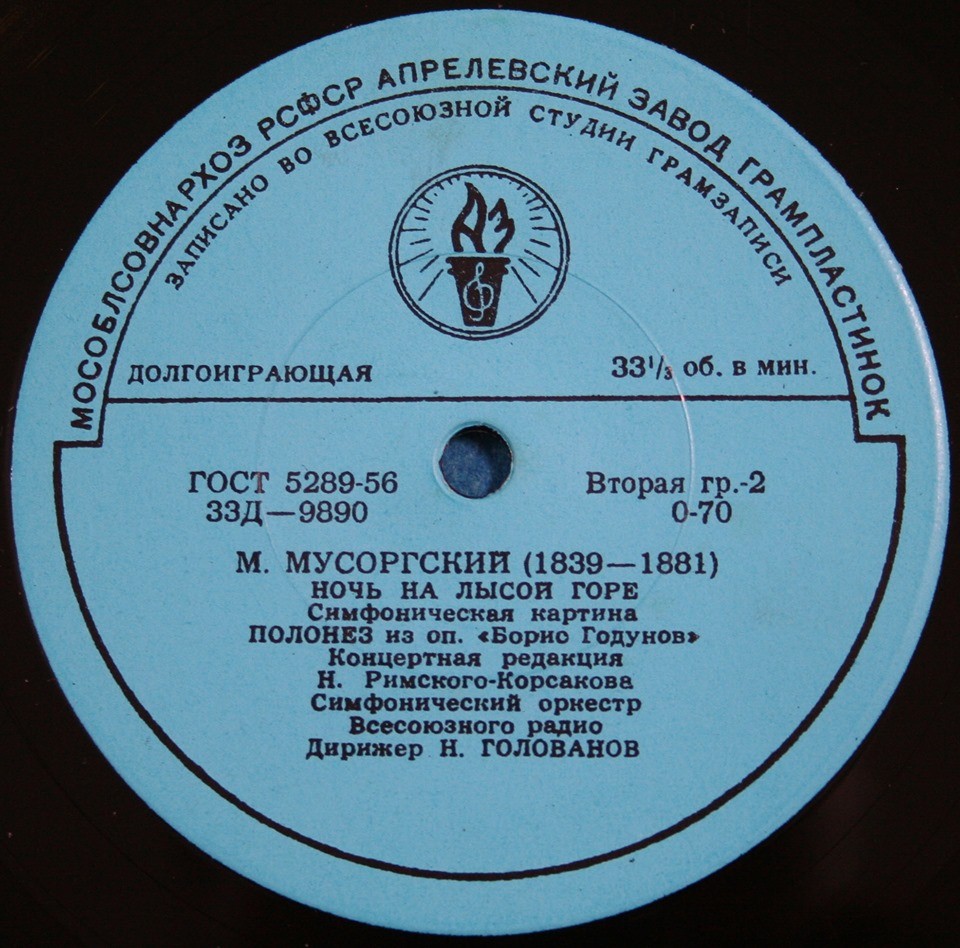 МОСОБЛСОВНАРХОЗ РСФСР АПРЕЛЕВСКИЙ ЗАВОД ГРАМПЛАСТИНОК
ЗАПИСАНО ВО ВСЕСОЮЗНОЙ СТУДИИ ГРАМЗАПИСИ
АЗ
ДОЛГОИГРАЮЩАЯ 33⅓ об. в мин.
ГОСТ 5289-56 Вторая гр.-2
33Д—9890 0-70
М. МУСОРГСКИЙ (1839—1881)
НОЧЬ НА ЛЫСОЙ ГОРЕ
Симфоническая картина
ПОЛОНЕЗ из оп. «Борис Годунов»
Концертная редакция
Н. Римского-Корсакова
Симфонический оркестр
Всесоюзного радио
Дирижер Н. ГОЛОВАНОВ